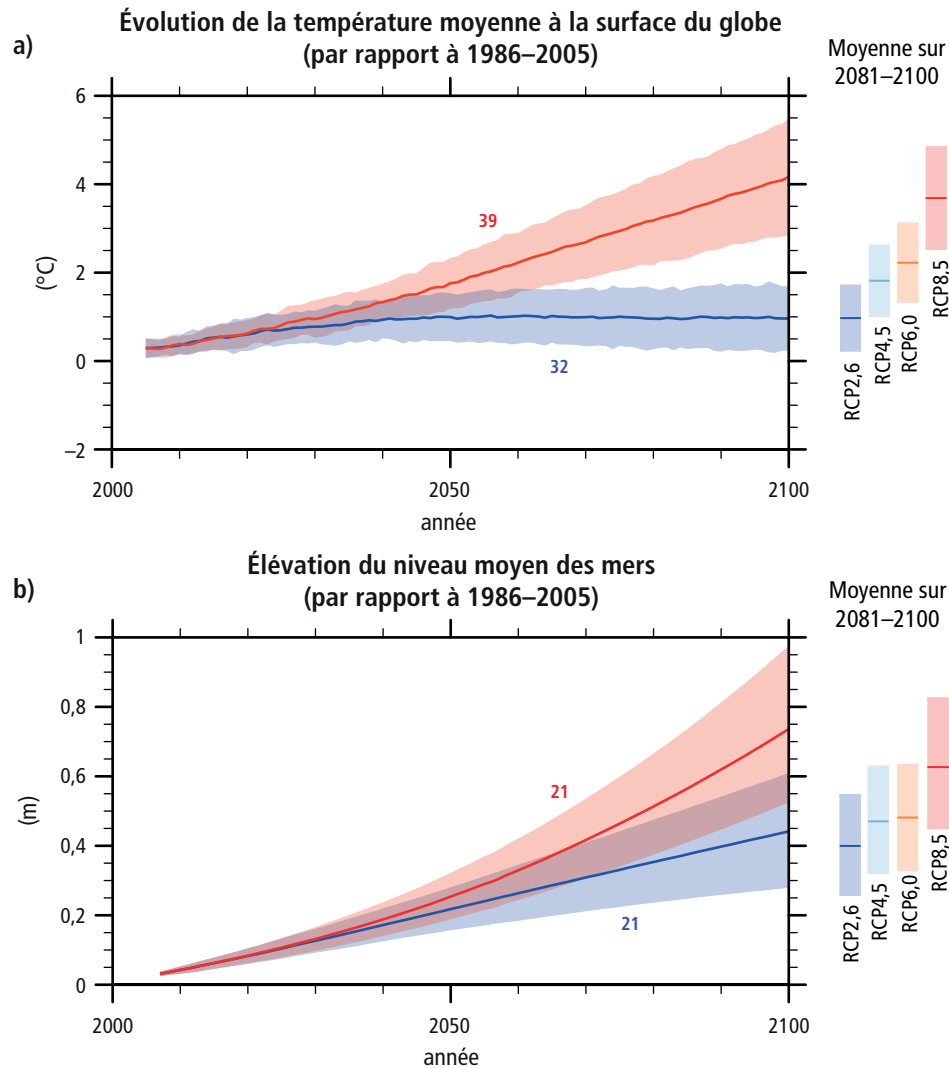 a)
Évolution de la température moyenne à la surface du globe
(par rapport à 1986–2005)
Moyenne sur
2081–2100
6
4
2
0
–2
(°C)
39
32
2000
2050
2100
année
RCP2,6
RCP4,5
RCP6,0
RCP8,5
b)
Élévation du niveau moyen des mers
(par rapport à 1986–2005)
Moyenne sur
2081–2100
1
0,8
0,6
0,4
0,2
0
(m)
21
21
2000
2050
2100
année
RCP2,6
RCP4,5
RCP6,0
RCP8,5